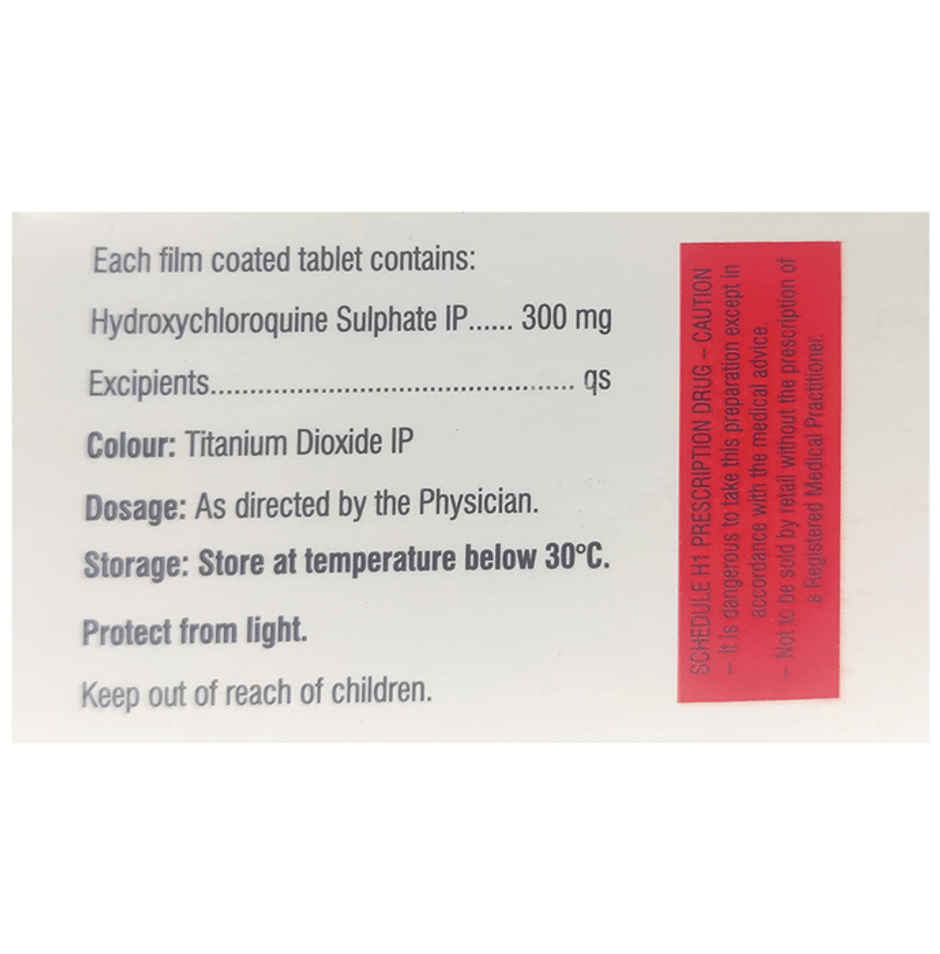 Each film coated tablet contains:
Hydroxychloroquine Sulphate IP...... 300 mg
Excipients........................................... qs
Colour: Titanium Dioxide IP
Dosage: As directed by the Physician.
Storage: Store at temperature below 30°C.
Protect from light.
Keep out of reach of children.
SCHEDULE H1 PRESCRIPTION DRUG – CAUTION
– It is dangerous to take this preparation except in
accordance with the medical advice.
– Not to be sold by retail without the prescription of
a Registered Medical Practitioner.